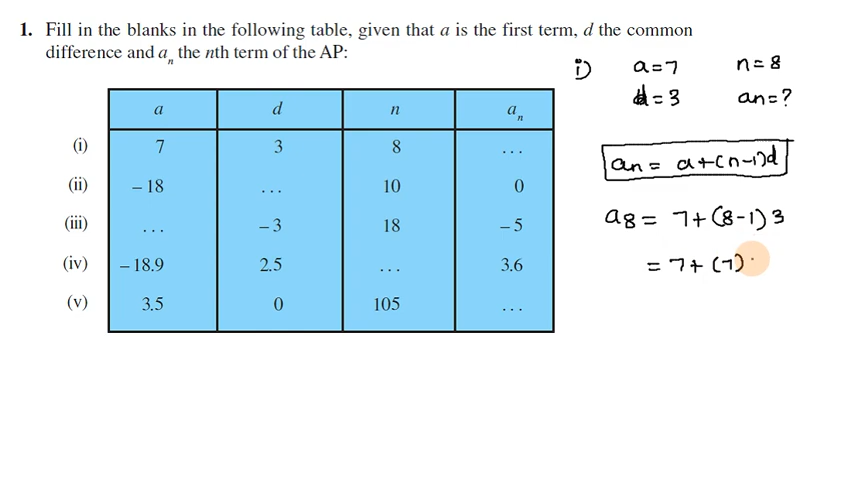 1. Fill in the blanks in the following table, given that a is the first term, d the common
difference and aₙ the nth term of the AP:
a d n aₙ
(i) 7 3 8 . . .
(ii) – 18 . . . 10 0
(iii) . . . – 3 18 – 5
(iv) – 18.9 2.5 . . . 3.6
(v) 3.5 0 105 . . .
i) a=7 n=8
d=3 an=?
an = a+(n-1)d
a8 = 7+(8-1)3
= 7+(7)